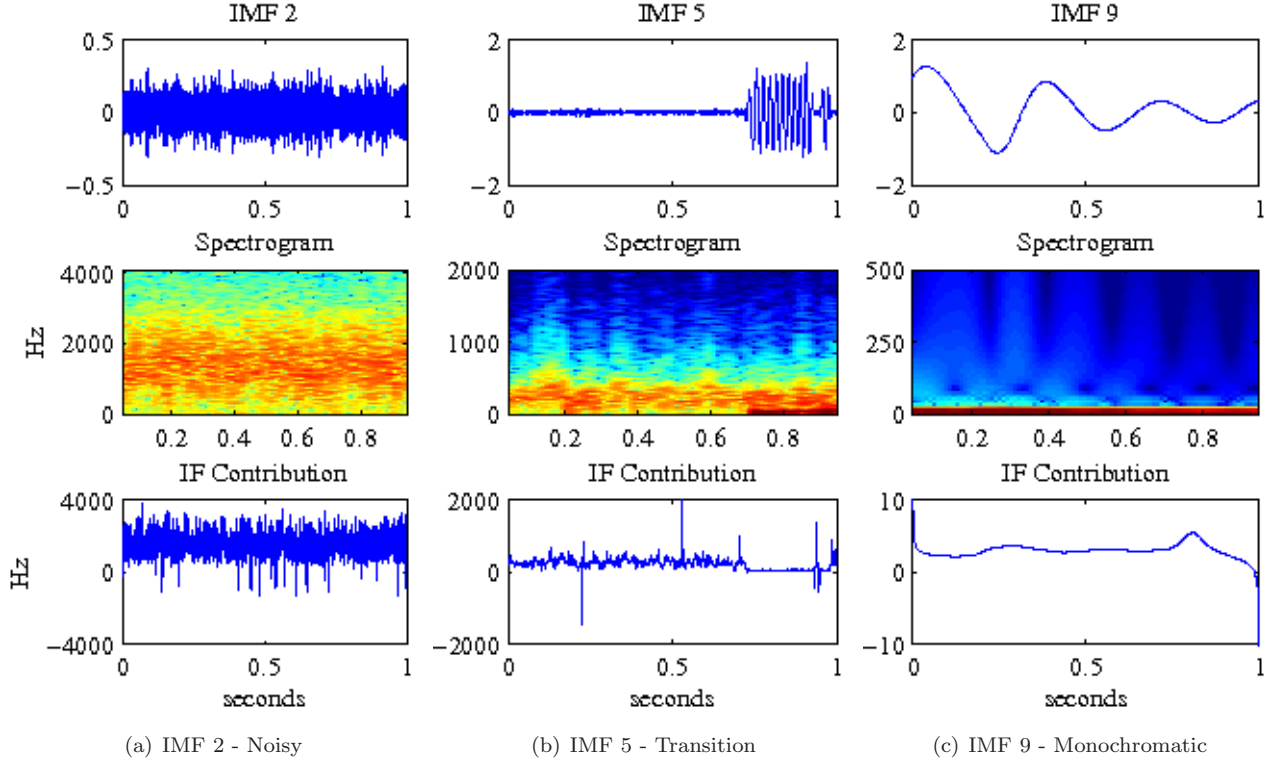 IMF 2
0.5
0
−0.5
0 0.5 1
Spectrogram
4000
2000
0
Hz
0.2 0.4 0.6 0.8
IF Contribution
4000
0
−4000
Hz
0 0.5 1
seconds
(a) IMF 2 - Noisy
IMF 5
2
0
−2
0 0.5 1
Spectrogram
2000
1000
0
0.2 0.4 0.6 0.8
IF Contribution
2000
0
−2000
0 0.5 1
seconds
(b) IMF 5 - Transition
IMF 9
2
0
−2
0 0.5 1
Spectrogram
500
250
0
0.2 0.4 0.6 0.8
IF Contribution
10
0
−10
0 0.5 1
seconds
(c) IMF 9 - Monochromatic